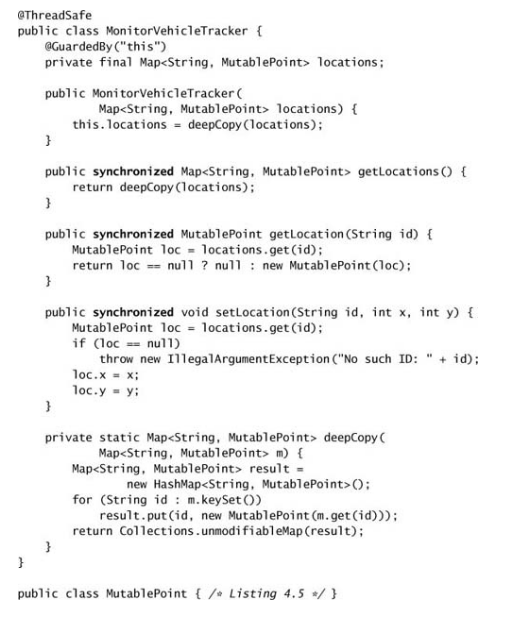 @ThreadSafe
public class MonitorVehicleTracker {
    @GuardedBy("this")
    private final Map<String, MutablePoint> locations;

    public MonitorVehicleTracker(
            Map<String, MutablePoint> locations) {
        this.locations = deepCopy(locations);
    }

    public synchronized Map<String, MutablePoint> getLocations() {
        return deepCopy(locations);
    }

    public synchronized MutablePoint getLocation(String id) {
        MutablePoint loc = locations.get(id);
        return loc == null ? null : new MutablePoint(loc);
    }

    public synchronized void setLocation(String id, int x, int y) {
        MutablePoint loc = locations.get(id);
        if (loc == null)
            throw new IllegalArgumentException("No such ID: " + id);
        loc.x = x;
        loc.y = y;
    }

    private static Map<String, MutablePoint> deepCopy(
            Map<String, MutablePoint> m) {
        Map<String, MutablePoint> result =
                new HashMap<String, MutablePoint>();
        for (String id : m.keySet())
            result.put(id, new MutablePoint(m.get(id)));
        return Collections.unmodifiableMap(result);
    }
}

public class MutablePoint { /* Listing 4.5 */ }